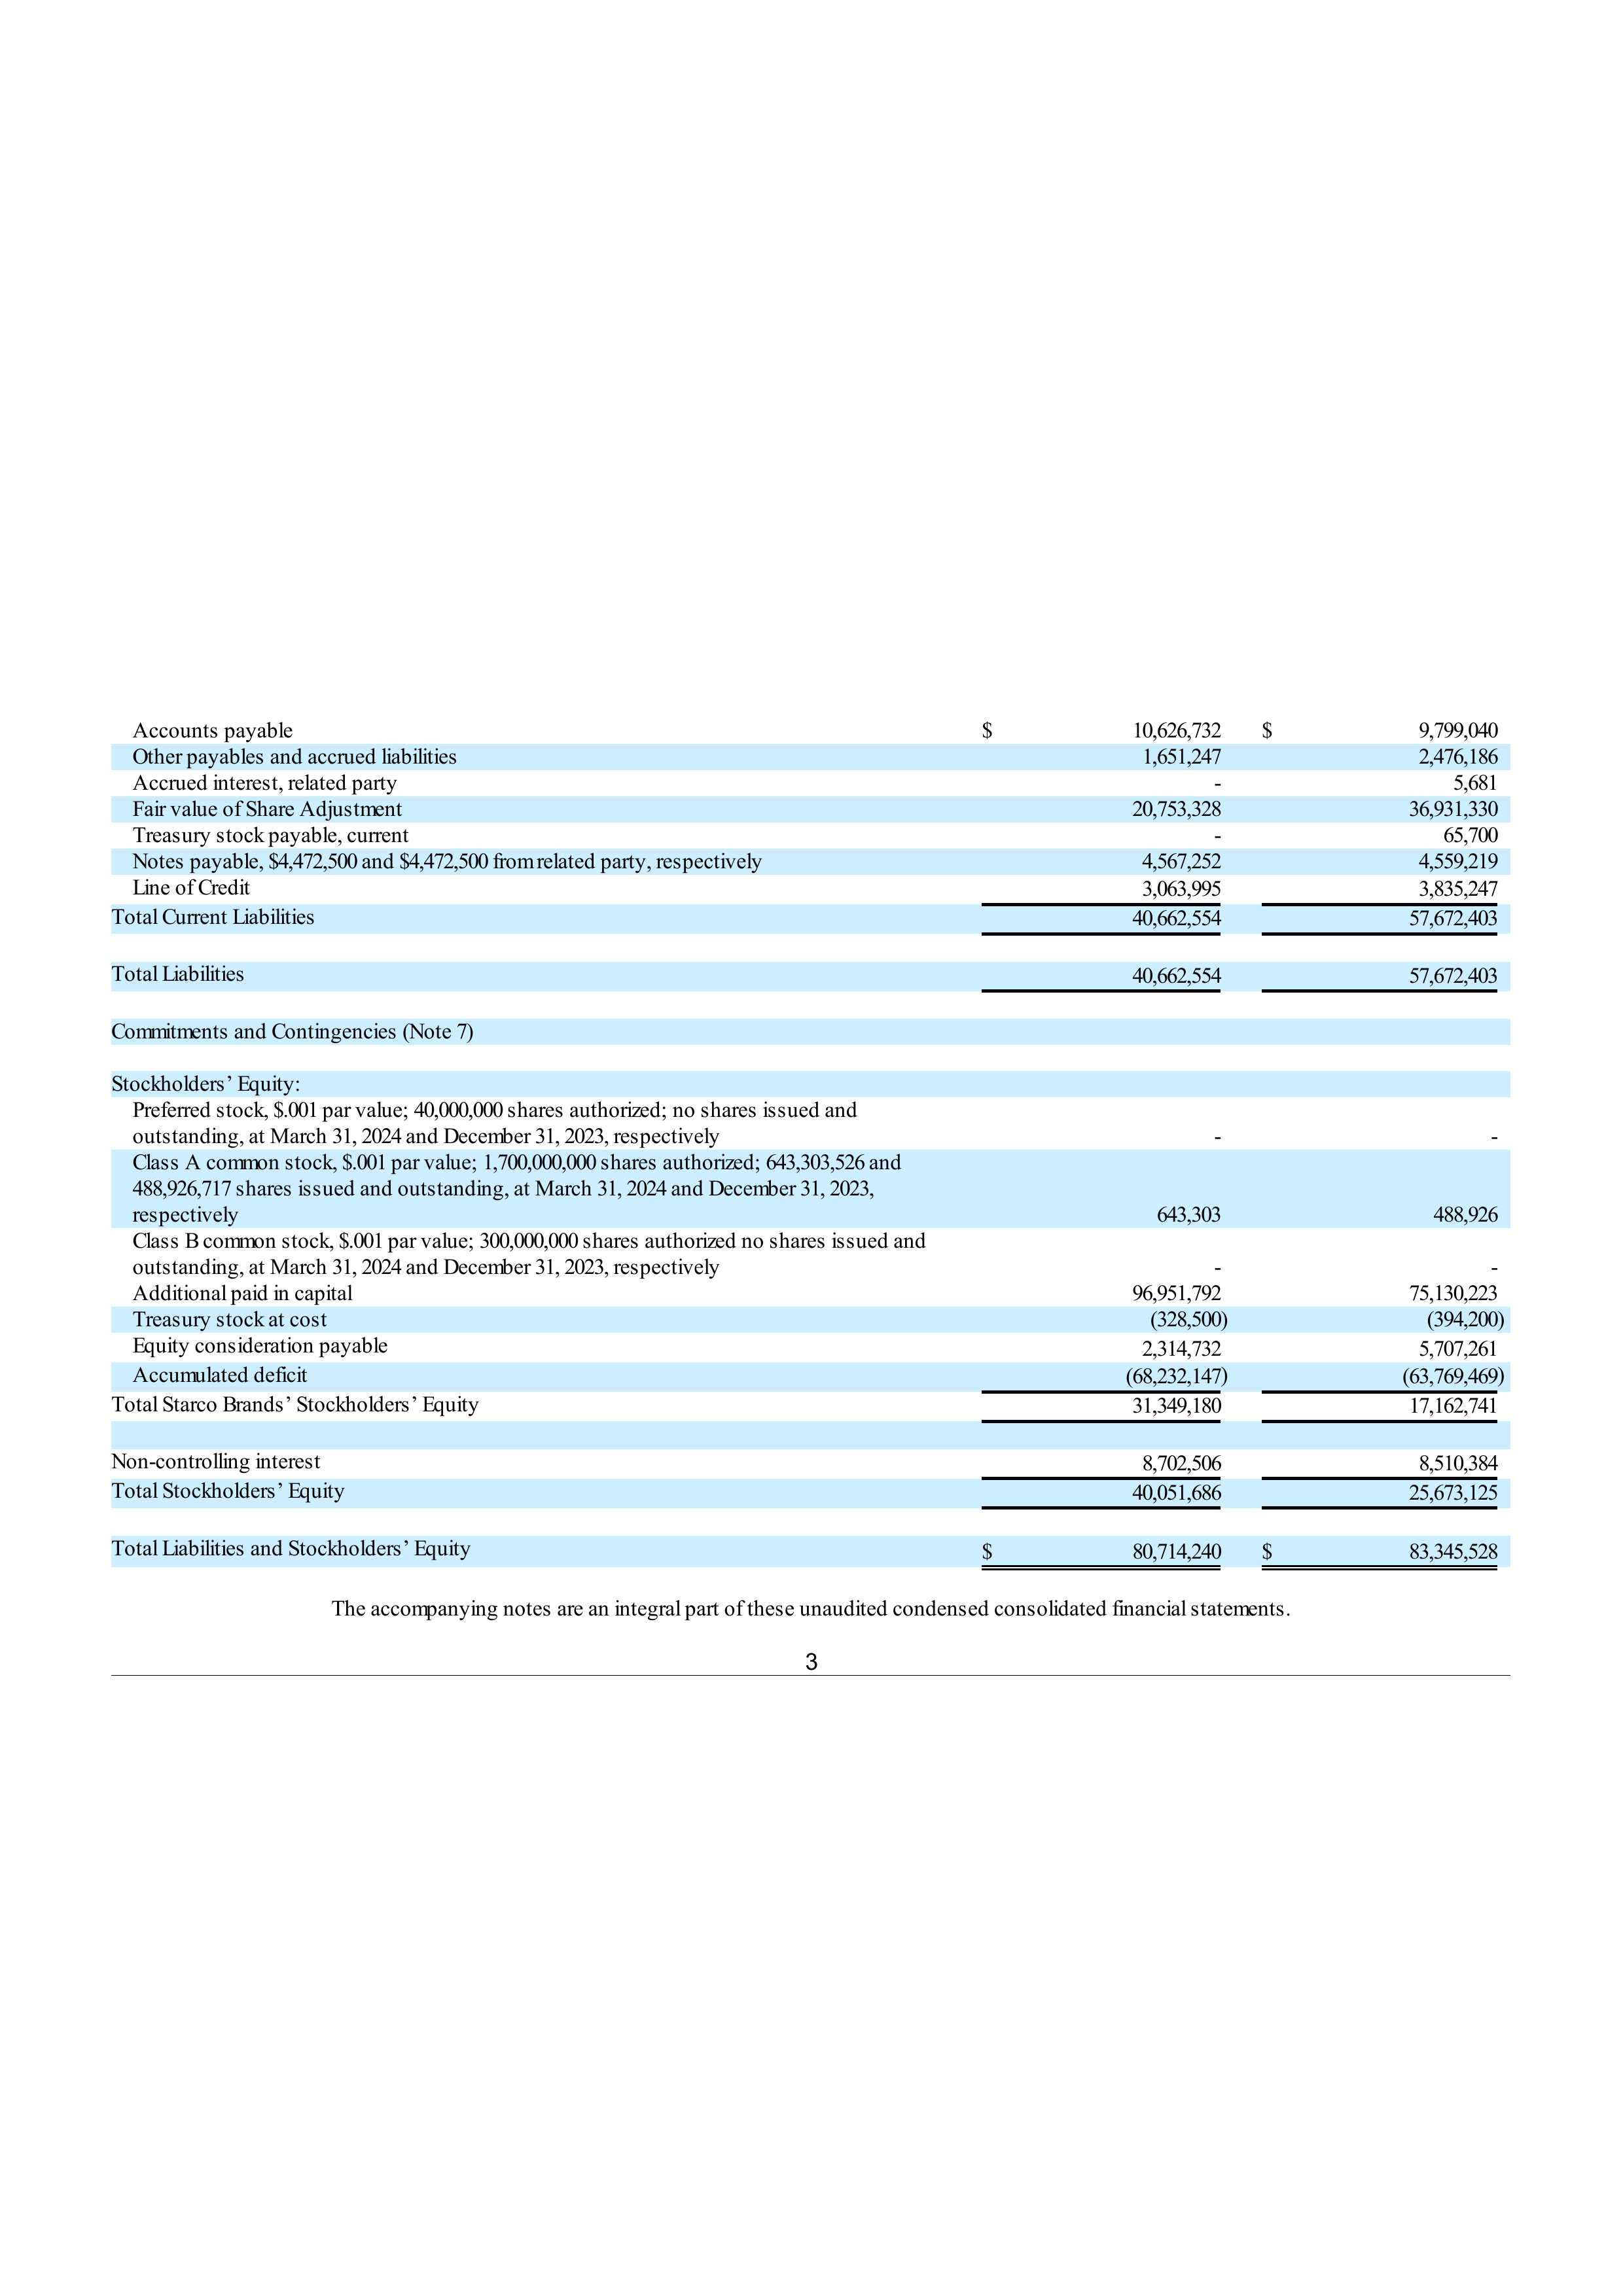 Accounts payable $ 10,626,732 $ 9,799,040
Other payables and accrued liabilities 1,651,247 2,476,186
Accrued interest, related party - 5,681
Fair value of Share Adjustment 20,753,328 36,931,330
Treasury stock payable, current - 65,700
Notes payable, $4,472,500 and $4,472,500 from related party, respectively 4,567,252 4,559,219
Line of Credit 3,063,995 3,835,247
Total Current Liabilities 40,662,554 57,672,403
Total Liabilities 40,662,554 57,672,403
Commitments and Contingencies (Note 7)
Stockholders’ Equity:
Preferred stock, $.001 par value; 40,000,000 shares authorized; no shares issued and
outstanding, at March 31, 2024 and December 31, 2023, respectively - -
Class A common stock, $.001 par value; 1,700,000,000 shares authorized; 643,303,526 and
488,926,717 shares issued and outstanding, at March 31, 2024 and December 31, 2023,
respectively 643,303 488,926
Class B common stock, $.001 par value; 300,000,000 shares authorized no shares issued and
outstanding, at March 31, 2024 and December 31, 2023, respectively - -
Additional paid in capital 96,951,792 75,130,223
Treasury stock at cost (328,500) (394,200)
Equity consideration payable 2,314,732 5,707,261
Accumulated deficit (68,232,147) (63,769,469)
Total Starco Brands’ Stockholders’ Equity 31,349,180 17,162,741
Non-controlling interest 8,702,506 8,510,384
Total Stockholders’ Equity 40,051,686 25,673,125
Total Liabilities and Stockholders’ Equity $ 80,714,240 $ 83,345,528
The accompanying notes are an integral part of these unaudited condensed consolidated financial statements.
3